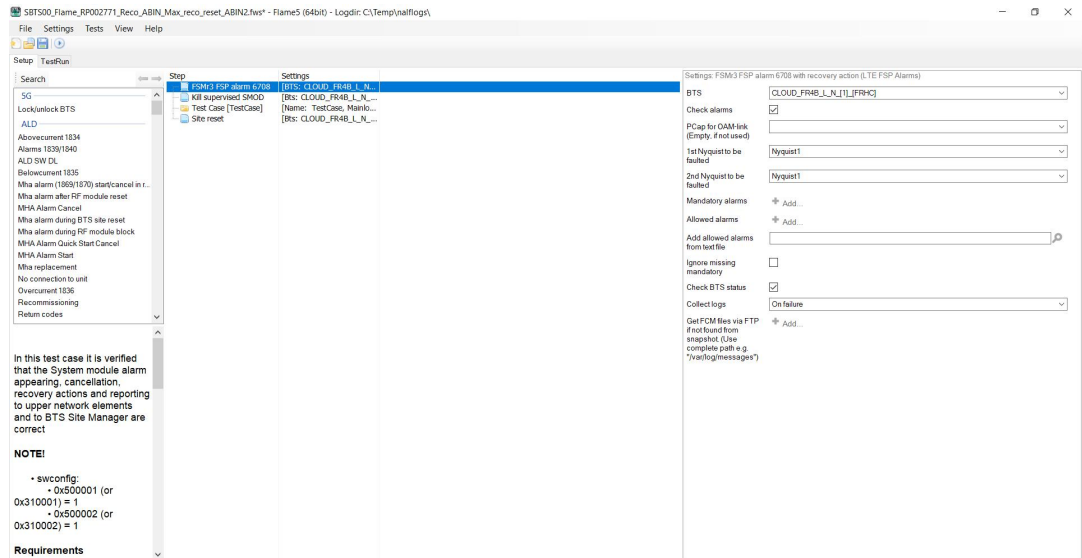 SBTS00_Flame_RP002771_Reco_ABIN_Max_reco_reset_ABIN2.fws* - Flame5 (64bit) - Logdir: C:\Temp\nalflogs\
File Settings Tests View Help
Setup TestRun
Search
5G
Lock/unlock BTS
ALD
Abovecurrent 1834
Alarms 1839/1840
ALD SW DL
Belowcurrent 1835
Mha alarm (1869/1870) start/cancel in r...
Mha alarm after RF module reset
MHA Alarm Cancel
Mha alarm during BTS site reset
Mha alarm during RF module block
MHA Alarm Quick Start Cancel
MHA Alarm Start
Mha replacement
No connection to unit
Overcurrent 1836
Recommissioning
Return codes
In this test case it is verified
that the System module alarm
appearing, cancellation,
recovery actions and reporting
to upper network elements
and to BTS Site Manager are
correct
NOTE!
• swconfig:
• 0x500001 (or
0x310001) = 1
• 0x500002 (or
0x310002) = 1
Requirements
Step Settings
FSMr3 FSP alarm 6708 [BTS: CLOUD_FR4B_L_N...
Kill supervised SMOD [Bts: CLOUD_FR4B_L_N_...
Test Case [TestCase] [Name: TestCase, Mainlo...
Site reset [Bts: CLOUD_FR4B_L_N_...
Settings: FSMr3 FSP alarm 6708 with recovery action (LTE FSP Alarms)
BTS CLOUD_FR4B_L_N_[1]_[FRHC]
Check alarms
PCap for OAM-link
(Empty, if not used)
1st Nyquist to be Nyquist1
faulted
2nd Nyquist to be Nyquist1
faulted
Mandatory alarms Add...
Allowed alarms Add...
Add allowed alarms
from text file
Ignore missing
mandatory
Check BTS status
Collect logs On failure
Get FCM files via FTP Add...
if not found from
snapshot. (Use
complete path e.g.
"/var/log/messages")